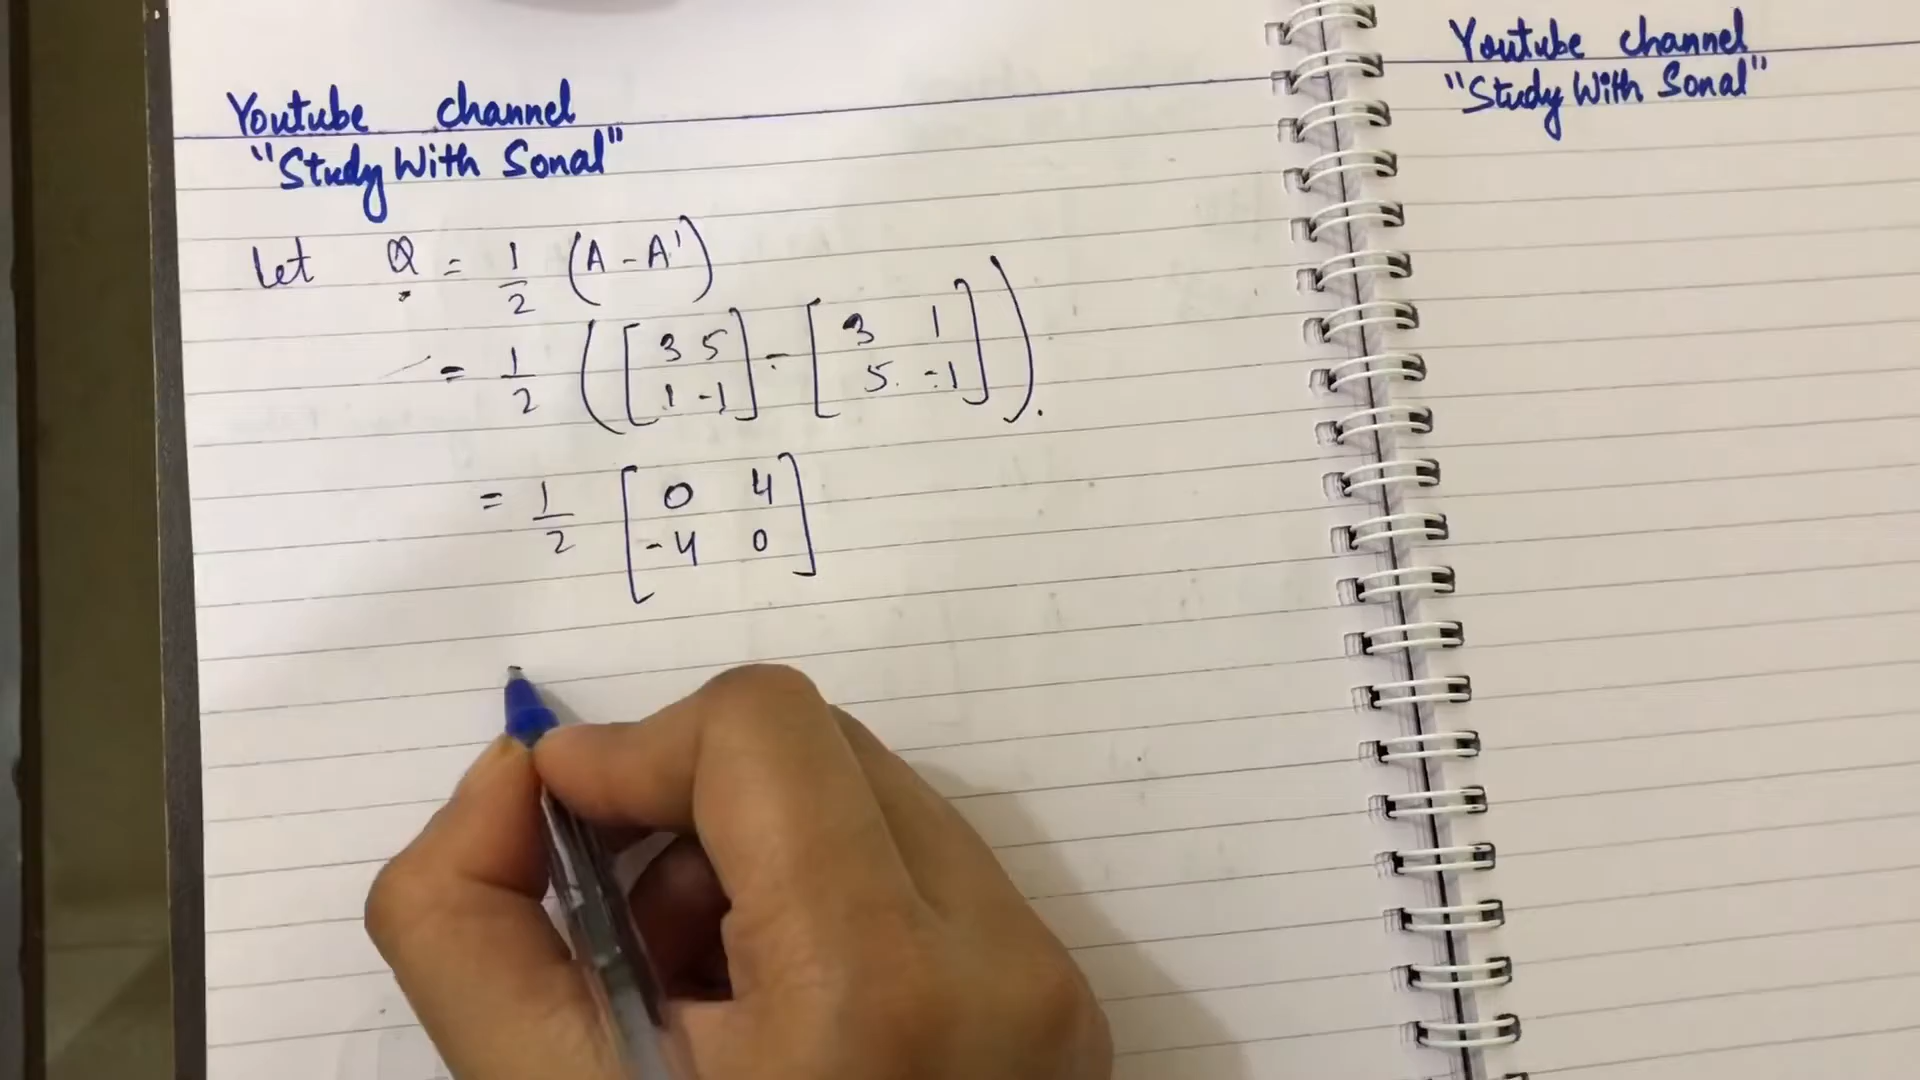 Youtube channel
"Study With Sonal"
Let Q = 1/2 (A - A')
= 1/2 ([3 5
1 -1] - [3 1
5 -1]).
= 1/2 [0 4
-4 0]
Youtube channel
"Study With Sonal"